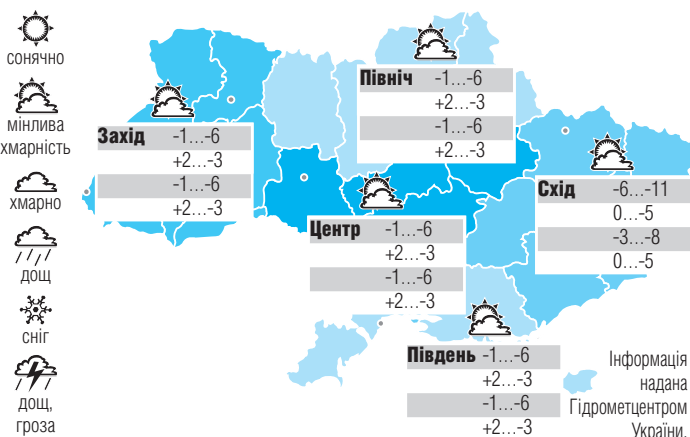 сонячно
мінлива
хмарність
хмарно
дощ
сніг
дощ,
гроза
Північ -1...-6
+2...-3
-1...-6
+2...-3
Захід -1...-6
+2...-3
-1...-6
+2...-3
Схід -6...-11
0...-5
-3...-8
0...-5
Центр -1...-6
+2...-3
-1...-6
+2...-3
Південь -1...-6
+2...-3
-1...-6
+2...-3
Інформація
надана
Гідрометцентром
України.